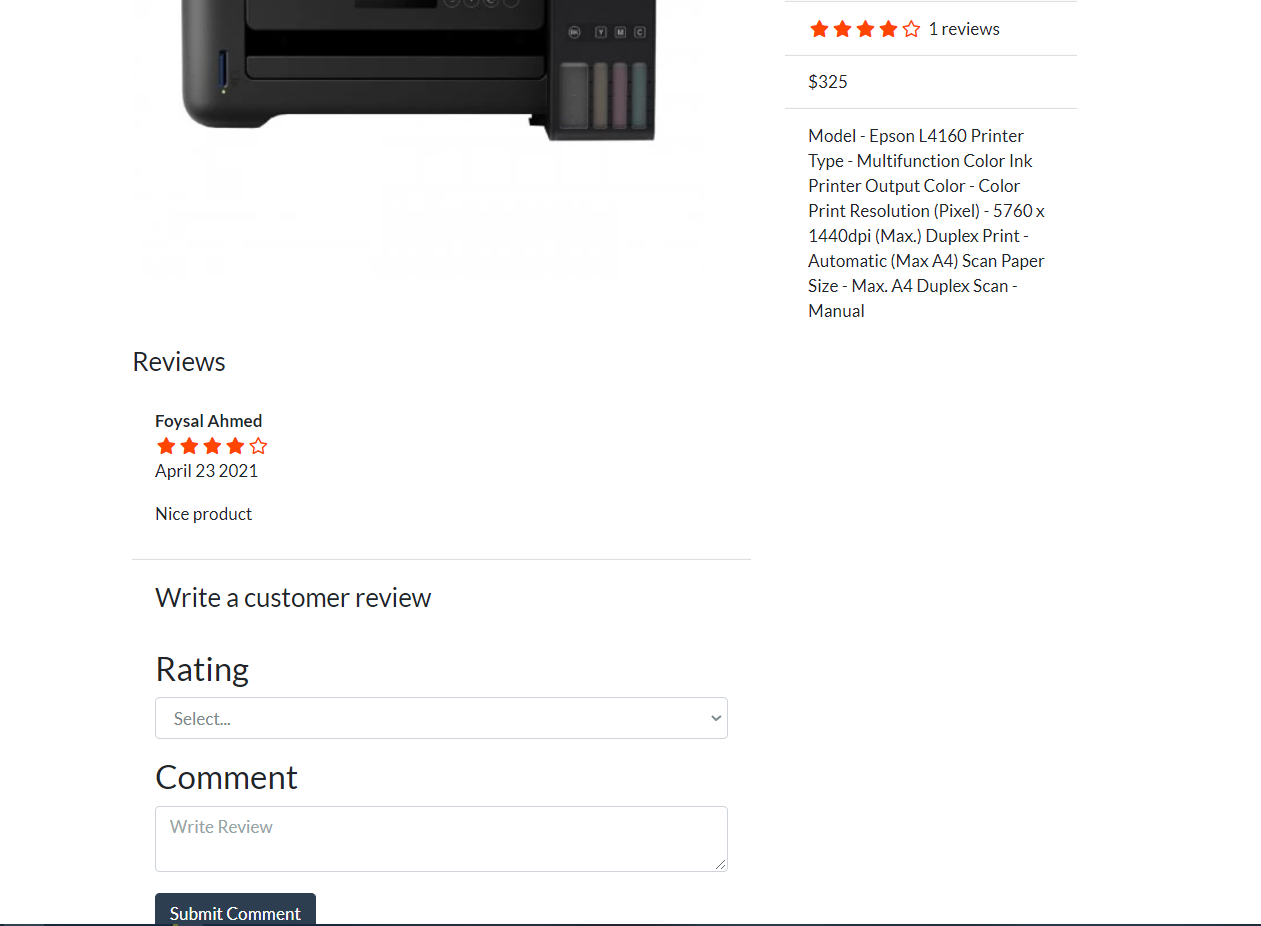 BK Y M C
1 reviews
$325
Model - Epson L4160 Printer
Type - Multifunction Color Ink
Printer Output Color - Color
Print Resolution (Pixel) - 5760 x
1440dpi (Max.) Duplex Print -
Automatic (Max A4) Scan Paper
Size - Max. A4 Duplex Scan -
Manual
Reviews
Foysal Ahmed
April 23 2021
Nice product
Write a customer review
Rating
Select...
Comment
Write Review
Submit Comment